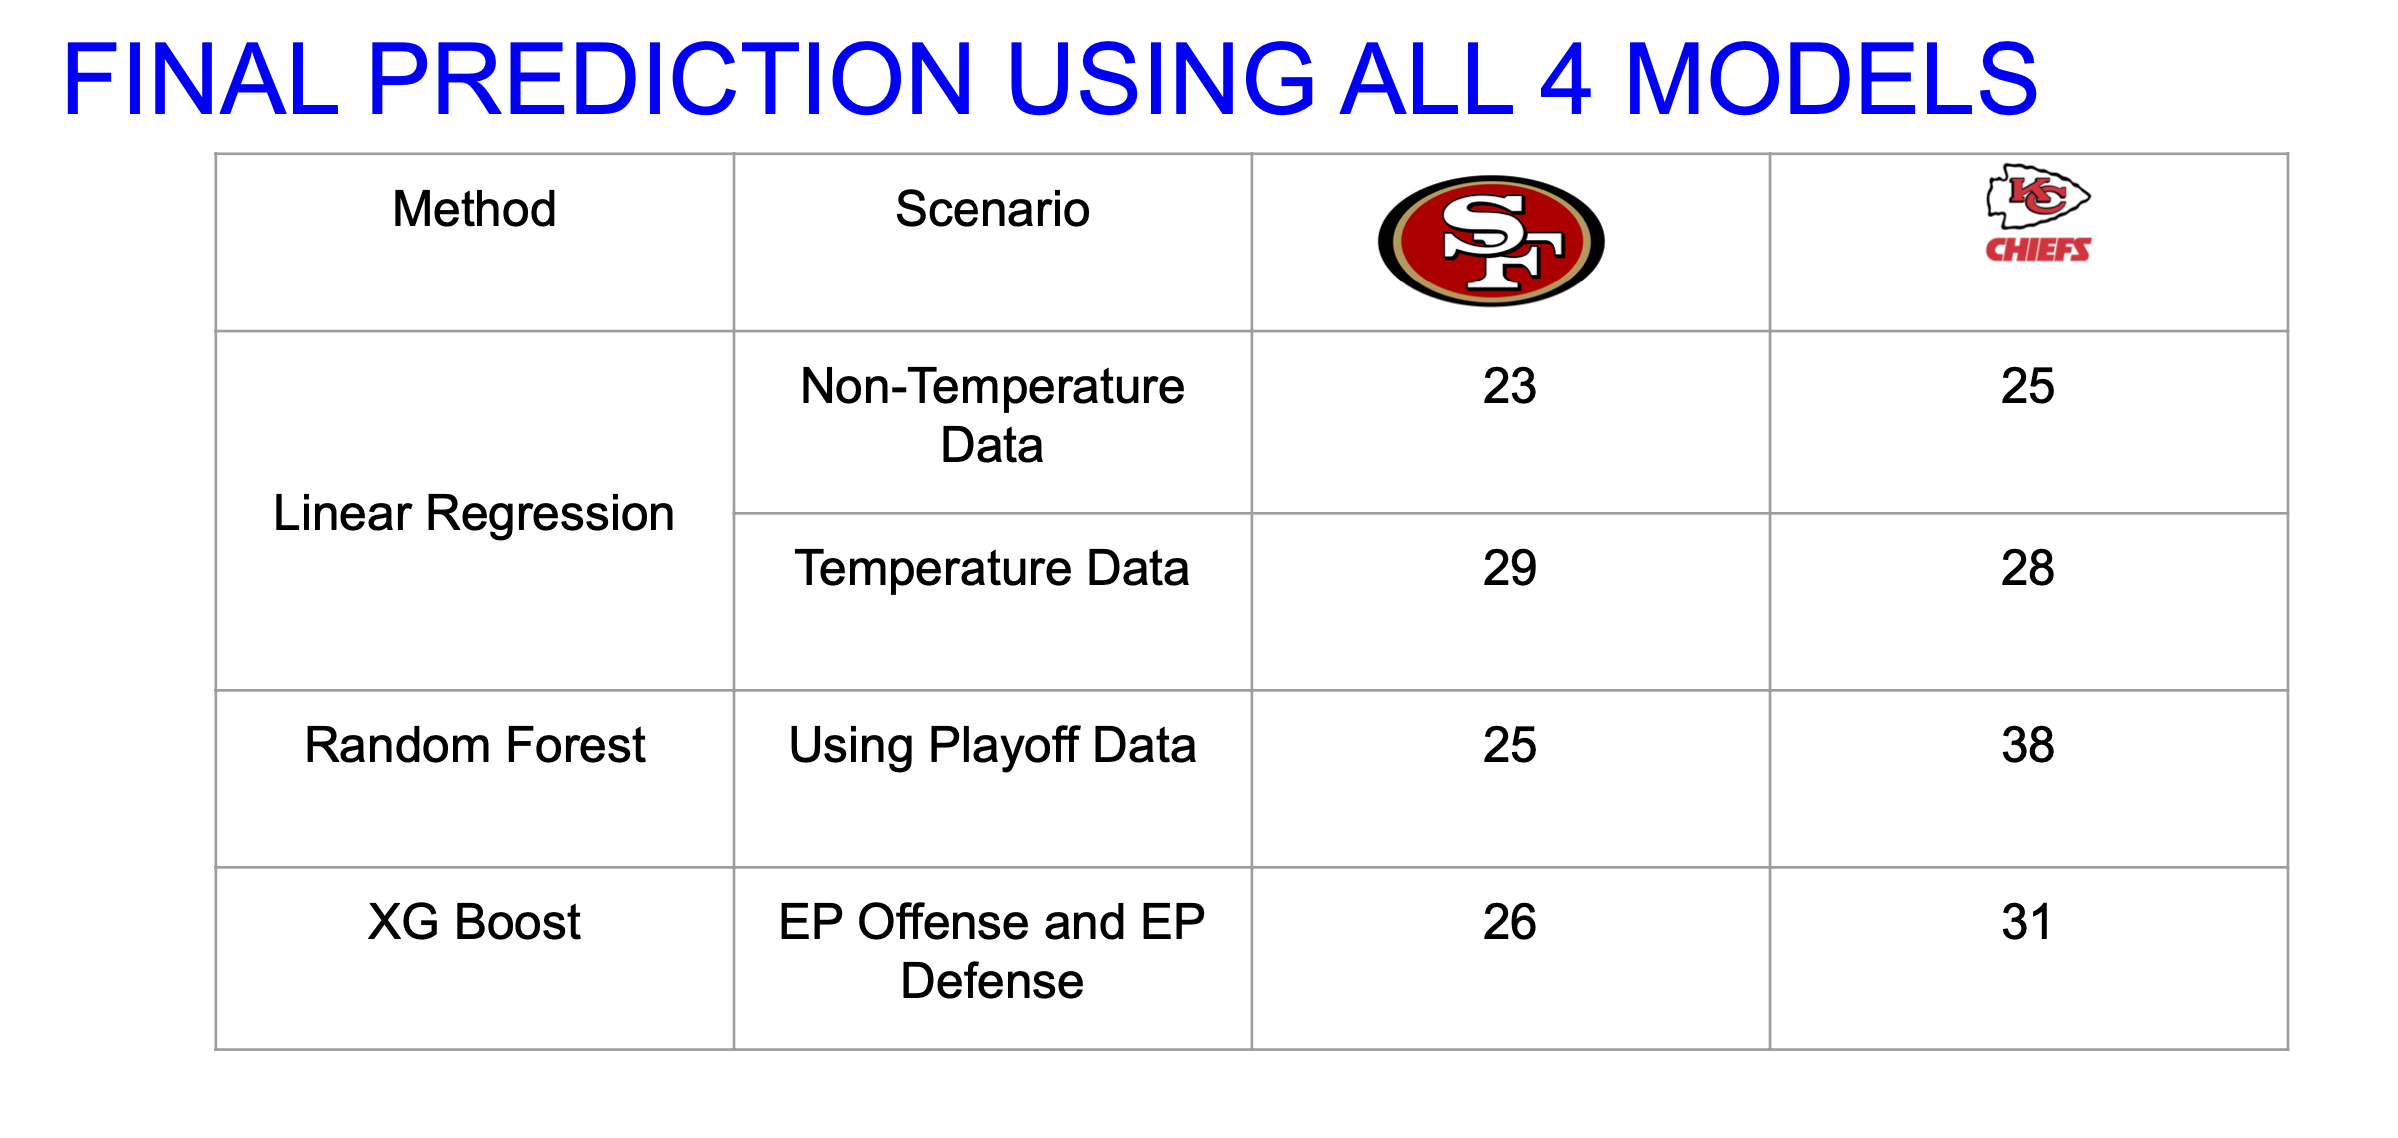 FINAL PREDICTION USING ALL 4 MODELS
Method
Scenario
SF
KC
CHIEFS
Linear Regression
Non-Temperature
Data
23
25
Temperature Data
29
28
Random Forest
Using Playoff Data
25
38
XG Boost
EP Offense and EP
Defense
26
31